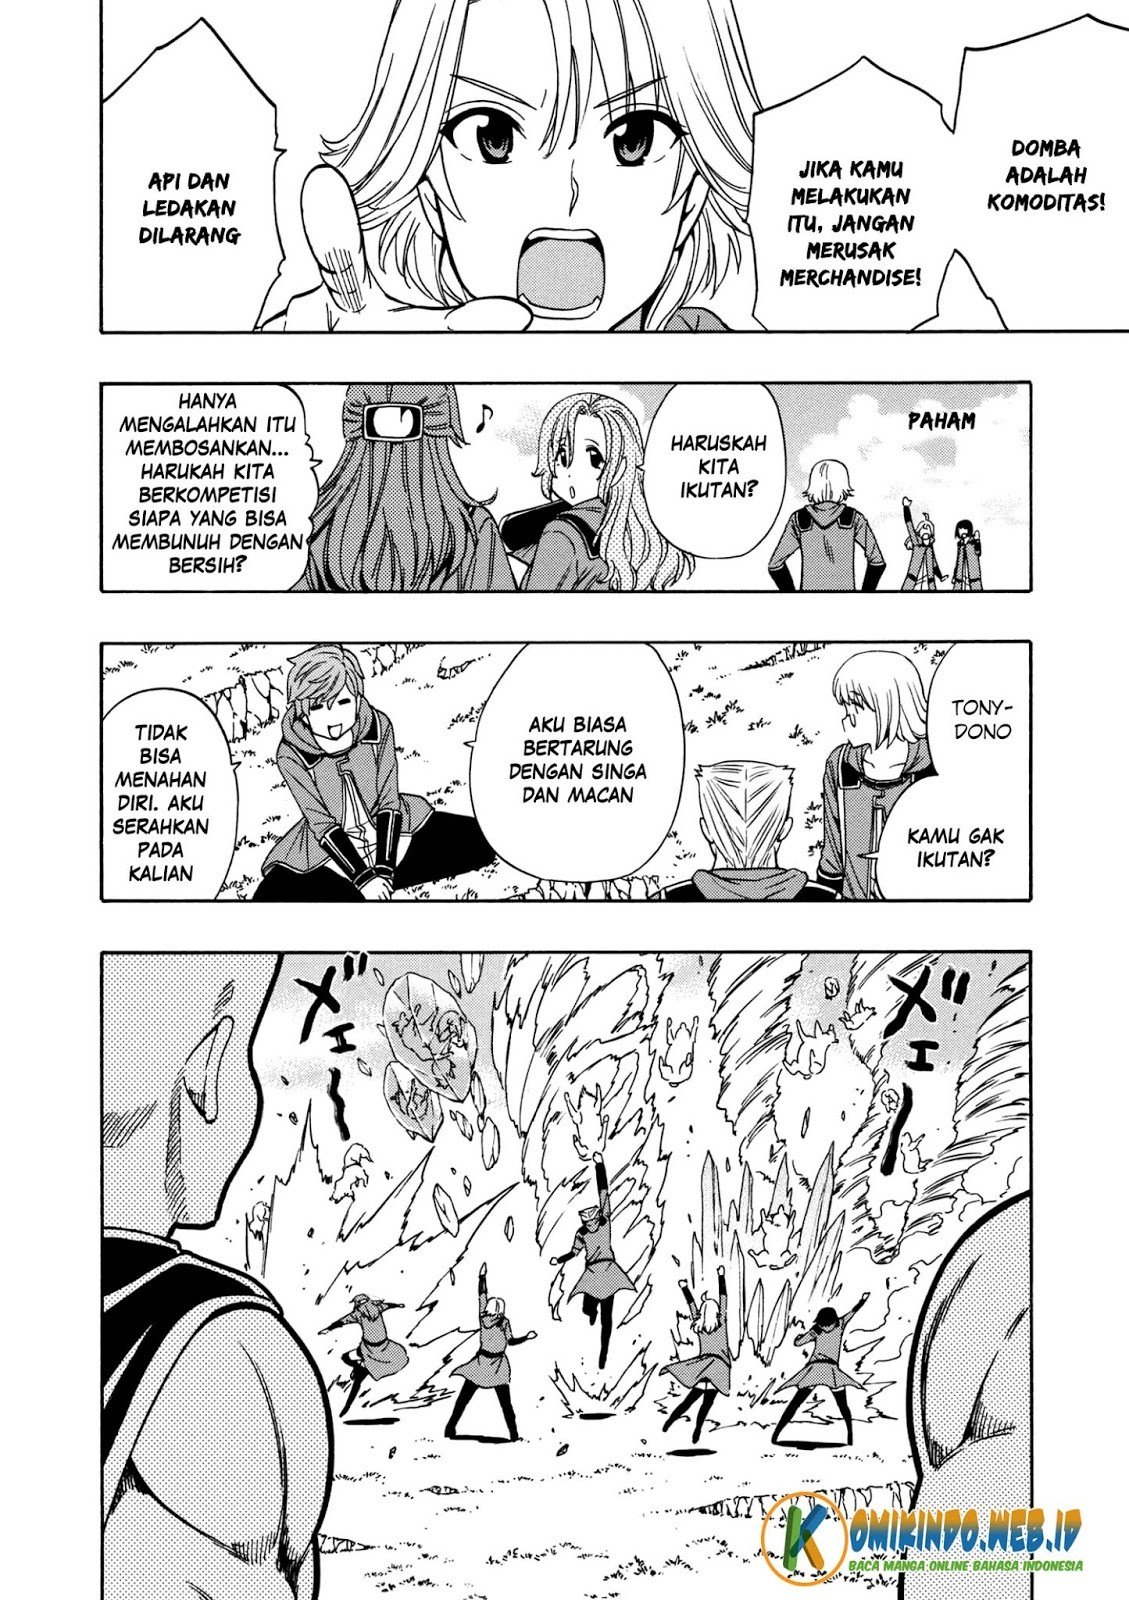 DOMBA
ADALAH
KOMODITAS!
JIKA KAMU
MELAKUKAN
ITU, JANGAN
MERUSAK
MERCHANDISE!
API DAN
LEDAKAN
DILARANG
PAHAM
HARUSKAH
KITA
IKUTAN?
♪
HANYA
MENGALAHKAN ITU
MEMBOSANKAN...
HARUKAH KITA
BERKOMPETISI
SIAPA YANG BISA
MEMBUNUH DENGAN
BERSIH?
TONY-
DONO
KAMU GAK
IKUTAN?
AKU BIASA
BERTARUNG
DENGAN SINGA
DAN MACAN
TIDAK
BISA
MENAHAN
DIRI. AKU
SERAHKAN
PADA
KALIAN
メ゛ェー
メ゛ェー
KOMIKINDO.WEB.ID
BACA MANGA ONLINE BAHASA INDONESIA